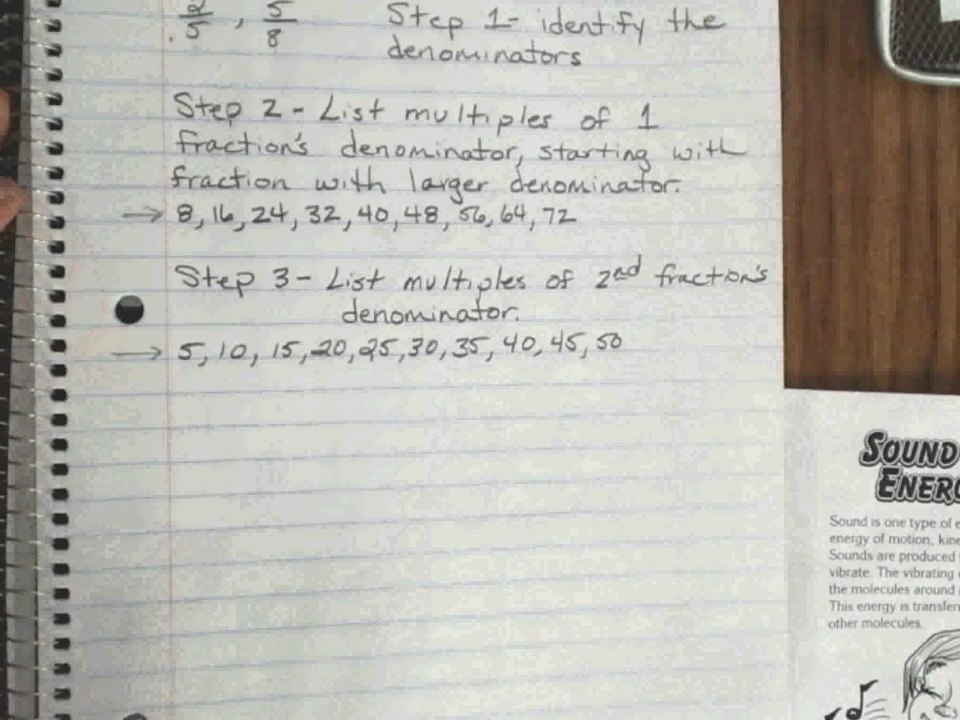 2/5 , 5/8 Step 1- identify the
denominators
Step 2 - List multiples of 1
fraction's denominator, starting with
fraction with larger denominator.
→ 8, 16, 24, 32, 40, 48, 56, 64, 72
Step 3 - List multiples of 2nd fraction's
denominator.
→ 5, 10, 15, 20, 25, 30, 35, 40, 45, 50
SOUND
ENERG
Sound is one type of e
energy of motion, kine
Sounds are produced
vibrate. The vibrating
the molecules around
This energy is transfer
other molecules.